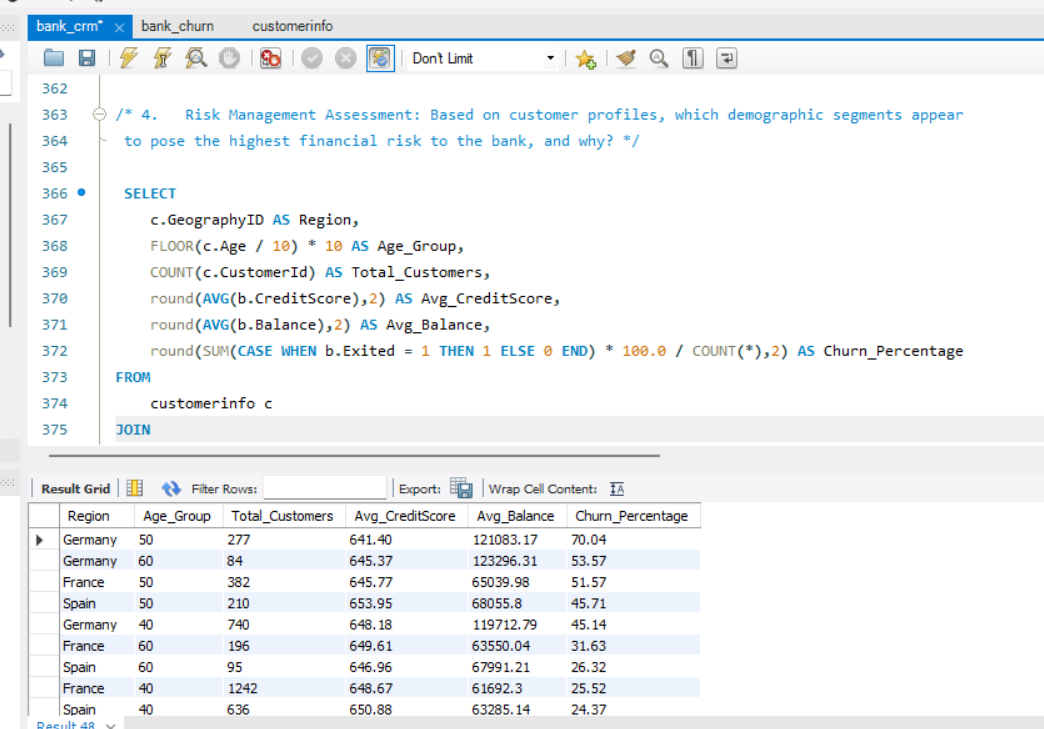 bank_crm* × bank_churn customerinfo
Don't Limit
362
363 /* 4. Risk Management Assessment: Based on customer profiles, which demographic segments appear
364 to pose the highest financial risk to the bank, and why? */
365
366 SELECT
367 c.GeographyID AS Region,
368 FLOOR(c.Age / 10) * 10 AS Age_Group,
369 COUNT(c.CustomerId) AS Total_Customers,
370 round(AVG(b.CreditScore),2) AS Avg_CreditScore,
371 round(AVG(b.Balance),2) AS Avg_Balance,
372 round(SUM(CASE WHEN b.Exited = 1 THEN 1 ELSE 0 END) * 100.0 / COUNT(*),2) AS Churn_Percentage
373 FROM
374 customerinfo c
375 JOIN
Result Grid Filter Rows: Export: Wrap Cell Content: IA
Region Age_Group Total_Customers Avg_CreditScore Avg_Balance Churn_Percentage
Germany 50 277 641.40 121083.17 70.04
Germany 60 84 645.37 123296.31 53.57
France 50 382 645.77 65039.98 51.57
Spain 50 210 653.95 68055.8 45.71
Germany 40 740 648.18 119712.79 45.14
France 60 196 649.61 63550.04 31.63
Spain 60 95 646.96 67991.21 26.32
France 40 1242 648.67 61692.3 25.52
Spain 40 636 650.88 63285.14 24.37
Result 48